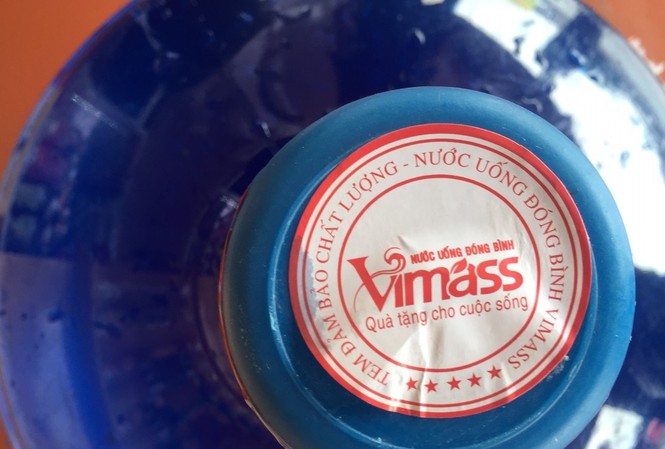 TEM ĐẢM BẢO CHẤT LƯỢNG - NƯỚC UỐNG ĐÓNG BÌNH VIMASS
NƯỚC UỐNG ĐÓNG BÌNH
Vimass
Quà tặng cho cuộc sống